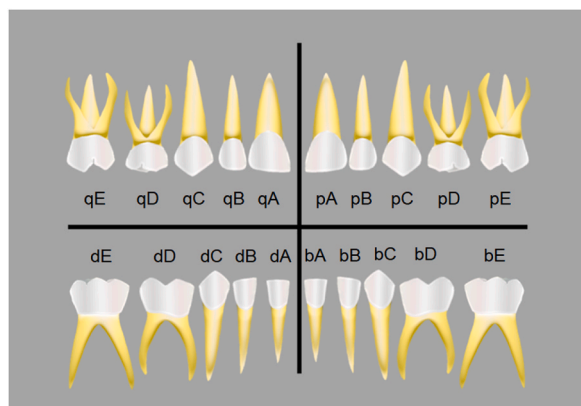 qE qD qC qB qA pA pB pC pD pE
dE dD dC dB dA bA bB bC bD bE